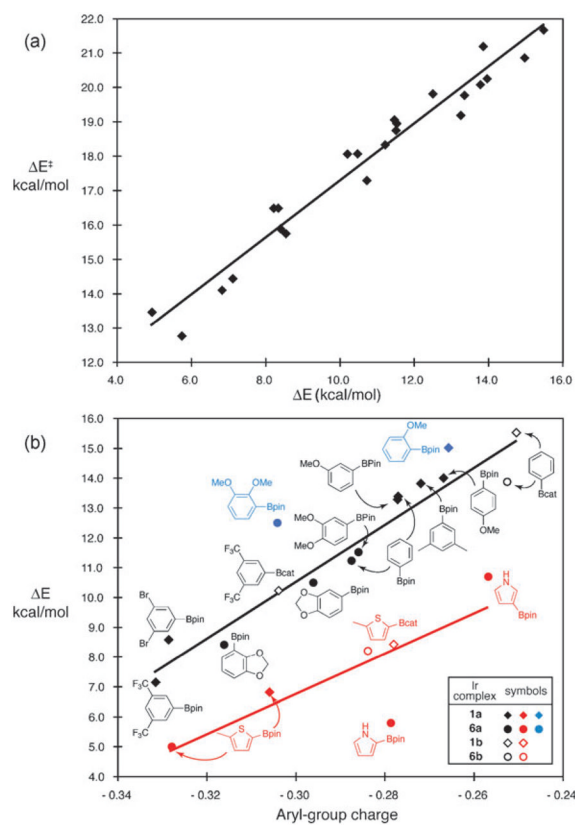 (a)
22.0
21.0
20.0
19.0
18.0
17.0
16.0
15.0
14.0
13.0
12.0
ΔE‡
kcal/mol
4.0 6.0 8.0 10.0 12.0 14.0 16.0
ΔE (kcal/mol)
(b)
16.0
15.0
14.0
13.0
12.0
11.0
10.0
9.0
8.0
7.0
6.0
5.0
4.0
ΔE
kcal/mol
OMe
Bpin
MeO
BPin
OMe
MeO
Bpin
MeO
MeO
BPin
Bcat
Bpin
OMe
Bpin
Bpin
F3C
F3C
Bcat
O
O
Bpin
Br
Br
Bpin
Bpin
O
O
S
Bcat
H
N
Bpin
F3C
F3C
Bpin
S
Bpin
H
N
Bpin
Ir
complex symbols
1a
6a
1b
6b
- 0.34 - 0.32 - 0.30 - 0.28 - 0.26 - 0.24
Aryl-group charge